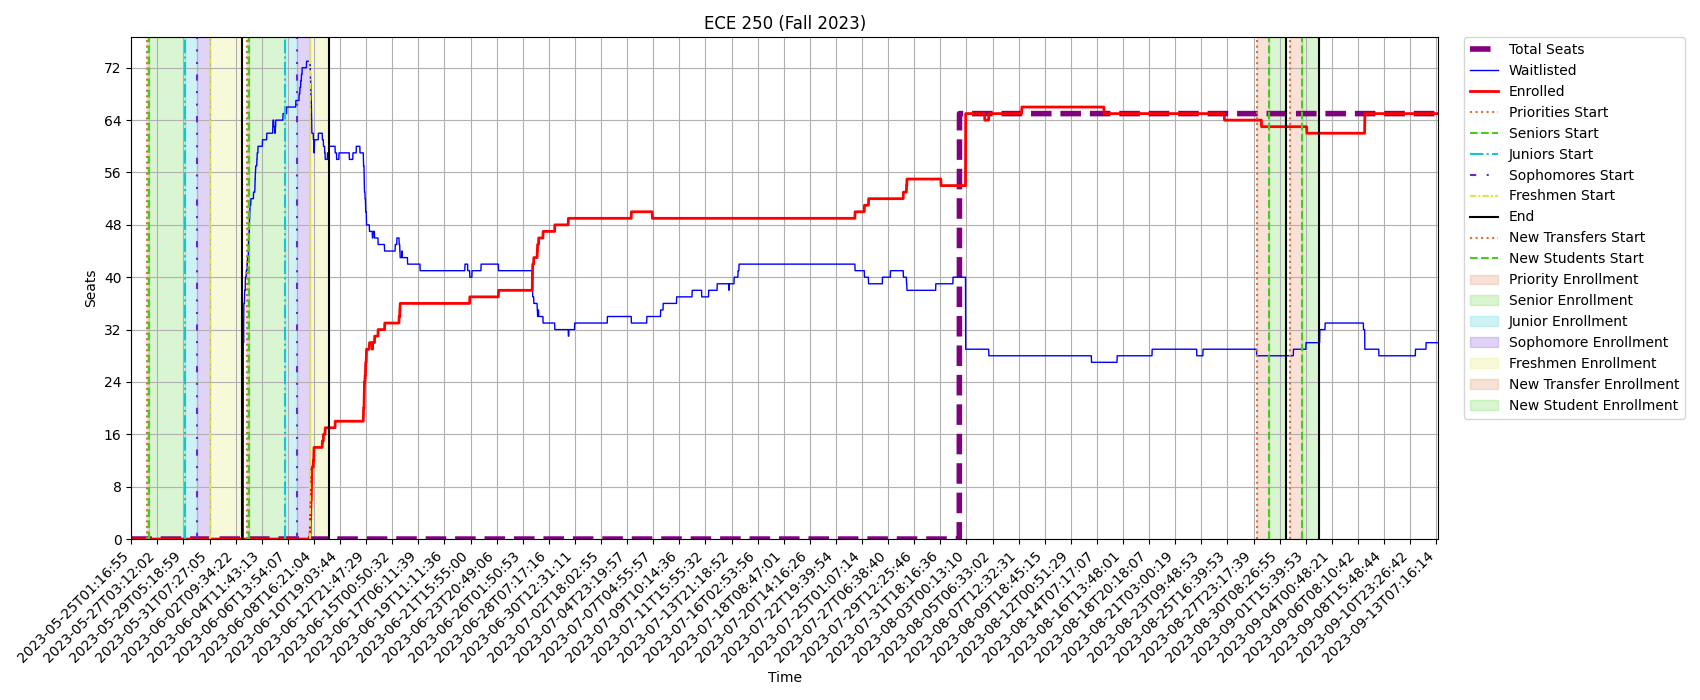 ECE 250 (Fall 2023)
Seats
72
64
56
48
40
32
24
16
8
0
2023-05-25T01:16:55
2023-05-27T03:12:02
2023-05-29T05:18:59
2023-05-31T07:27:05
2023-06-02T09:34:22
2023-06-04T11:43:13
2023-06-06T13:54:07
2023-06-08T16:21:04
2023-06-10T19:03:44
2023-06-12T21:47:29
2023-06-15T00:50:32
2023-06-17T06:11:39
2023-06-19T11:11:36
2023-06-21T15:55:00
2023-06-23T20:49:06
2023-06-26T01:50:53
2023-06-28T07:17:16
2023-06-30T12:31:11
2023-07-02T18:02:55
2023-07-04T23:19:57
2023-07-07T04:55:57
2023-07-09T10:14:36
2023-07-11T15:55:32
2023-07-13T21:18:52
2023-07-16T02:53:56
2023-07-18T08:47:01
2023-07-20T14:16:26
2023-07-22T19:39:54
2023-07-25T01:07:14
2023-07-27T06:38:40
2023-07-29T12:25:46
2023-07-31T18:16:36
2023-08-03T00:13:10
2023-08-05T06:33:02
2023-08-07T12:32:31
2023-08-09T18:45:15
2023-08-12T00:51:29
2023-08-14T07:17:07
2023-08-16T13:48:01
2023-08-18T20:18:07
2023-08-21T03:00:19
2023-08-23T09:48:53
2023-08-25T16:39:53
2023-08-27T23:17:39
2023-08-30T08:26:55
2023-09-01T15:39:53
2023-09-04T00:48:21
2023-09-06T08:10:42
2023-09-08T15:48:44
2023-09-10T23:26:42
2023-09-13T07:16:14
Time
Total Seats
Waitlisted
Enrolled
Priorities Start
Seniors Start
Juniors Start
Sophomores Start
Freshmen Start
End
New Transfers Start
New Students Start
Priority Enrollment
Senior Enrollment
Junior Enrollment
Sophomore Enrollment
Freshmen Enrollment
New Transfer Enrollment
New Student Enrollment